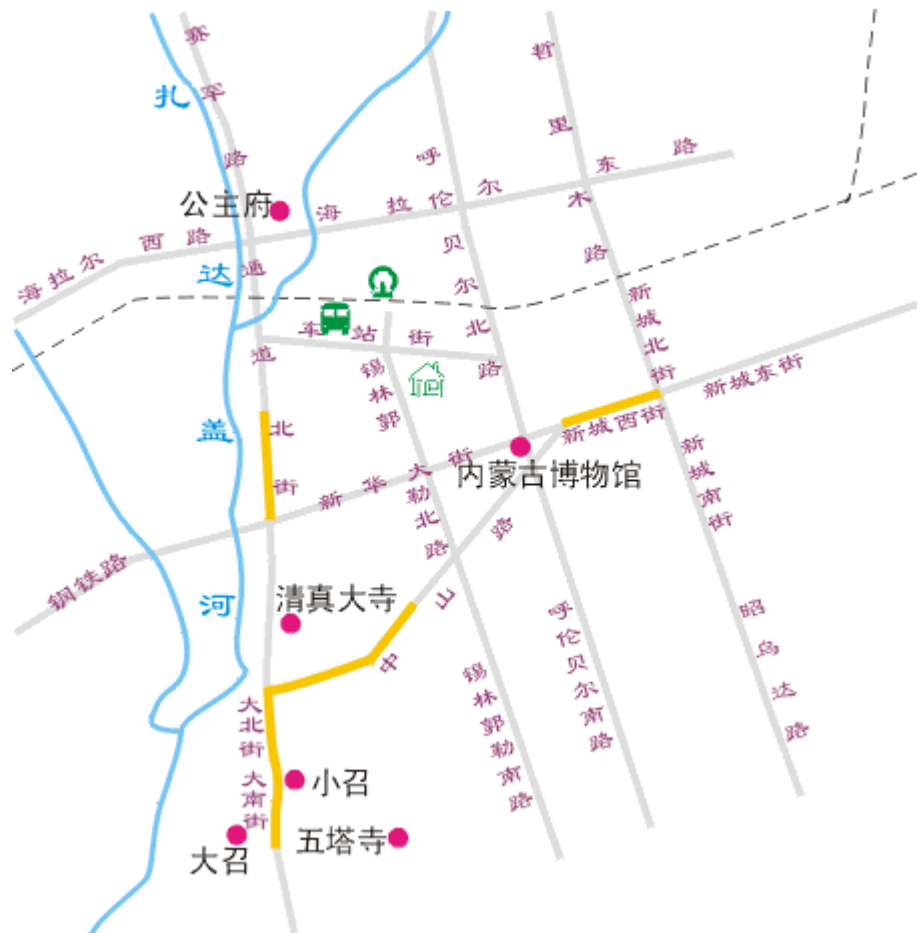 赛罕路
扎达盖河
哲里木路
呼伦贝尔北路
公主府
海拉尔西路
海拉尔东路
通道北街
车站街
新城北街
锡林郭勒北路
新城东街
新城西街
新华大街
内蒙古博物馆
新城南街
钢铁路
清真大寺
中山路
呼伦贝尔南路
昭乌达路
锡林郭勒南路
大北街
大南街
小召
大召
五塔寺